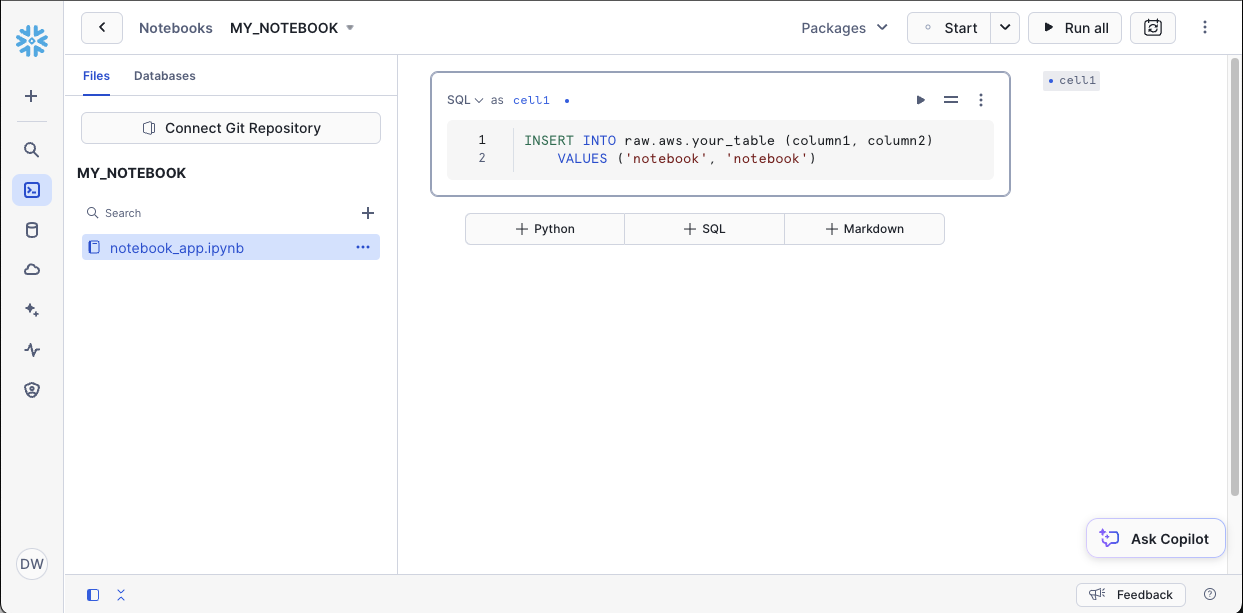 Notebooks MY_NOTEBOOK
Packages
Start
Run all
Files Databases
Connect Git Repository
MY_NOTEBOOK
Search
notebook_app.ipynb
SQL as cell1
1 INSERT INTO raw.aws.your_table (column1, column2)
2 VALUES ('notebook', 'notebook')
Python
SQL
Markdown
cell1
Ask Copilot
DW
Feedback